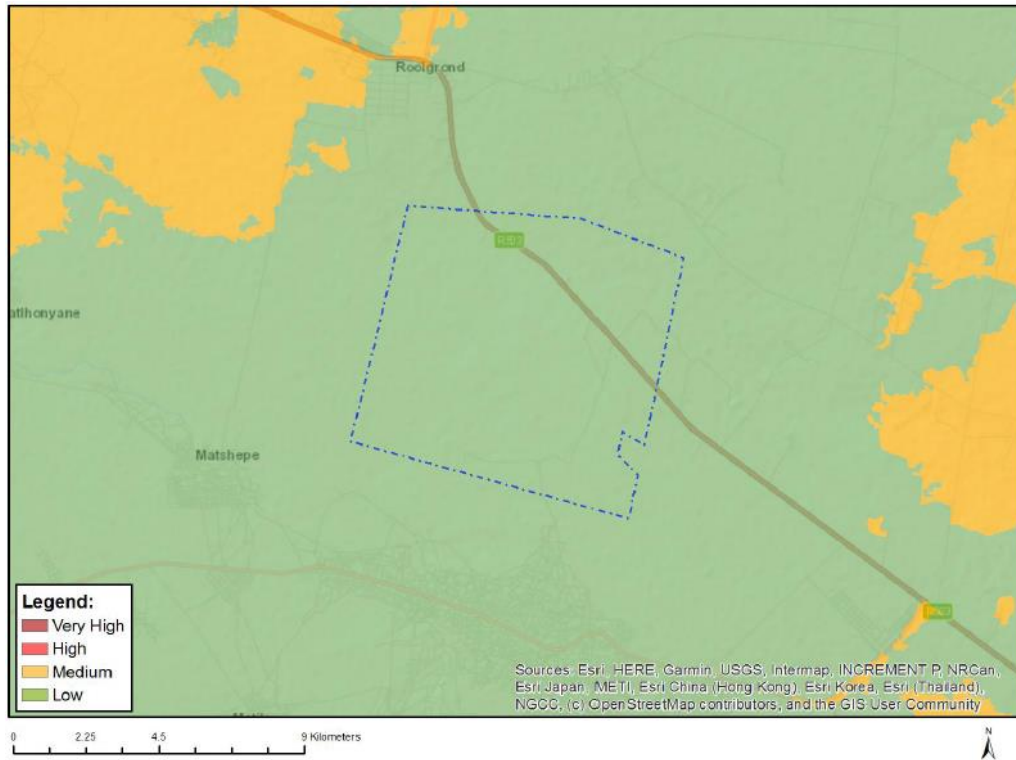 Rooigrond
atlhonyane
Matshepe
Legend:
Very High
High
Medium
Low
Sources: Esri, HERE, Garmin, USGS, Intermap, INCREMENT P, NRCan,
Esri Japan, METI, Esri China (Hong Kong), Esri Korea, Esri (Thailand),
NGCC, (c) OpenStreetMap contributors, and the GIS User Community
0 2.25 4.5 9 Kilometers
N